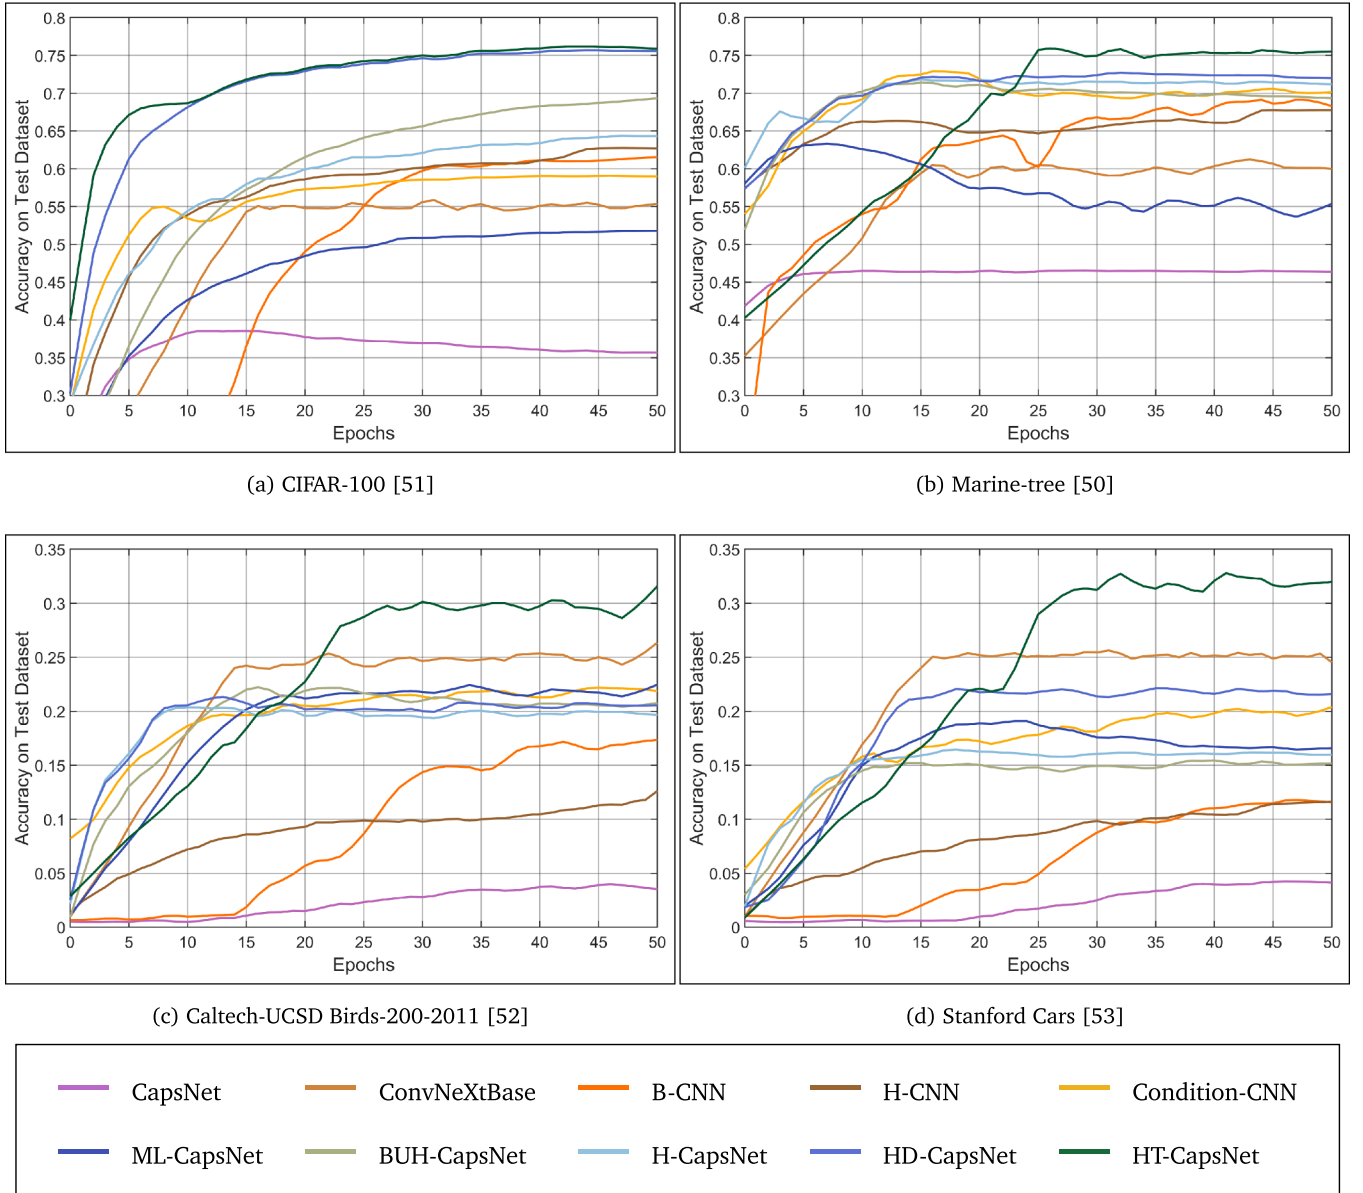 0.8
0.75
0.7
0.65
0.6
0.55
0.5
0.45
0.4
0.35
0.3
0 5 10 15 20 25 30 35 40 45 50
Accuracy on Test Dataset
Epochs
(a) CIFAR-100 [51]
0.8
0.75
0.7
0.65
0.6
0.55
0.5
0.45
0.4
0.35
0.3
0 5 10 15 20 25 30 35 40 45 50
Accuracy on Test Dataset
Epochs
(b) Marine-tree [50]
0.35
0.3
0.25
0.2
0.15
0.1
0.05
0
0 5 10 15 20 25 30 35 40 45 50
Accuracy on Test Dataset
Epochs
(c) Caltech-UCSD Birds-200-2011 [52]
0.35
0.3
0.25
0.2
0.15
0.1
0.05
0
0 5 10 15 20 25 30 35 40 45 50
Accuracy on Test Dataset
Epochs
(d) Stanford Cars [53]
CapsNet ConvNeXtBase B-CNN H-CNN Condition-CNN
ML-CapsNet BUH-CapsNet H-CapsNet HD-CapsNet HT-CapsNet